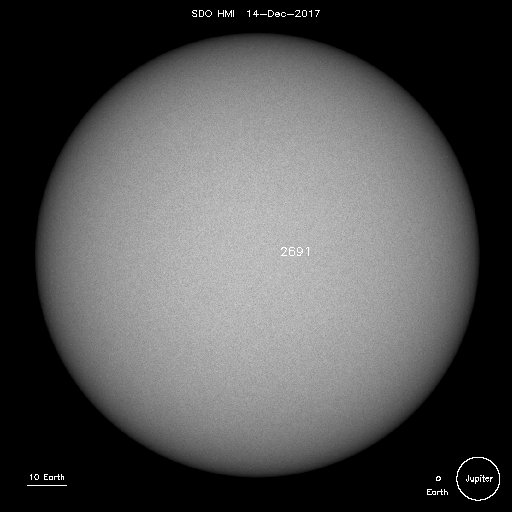 SDO HMI 14-Dec-2017
2691
10 Earth
Earth
Jupiter